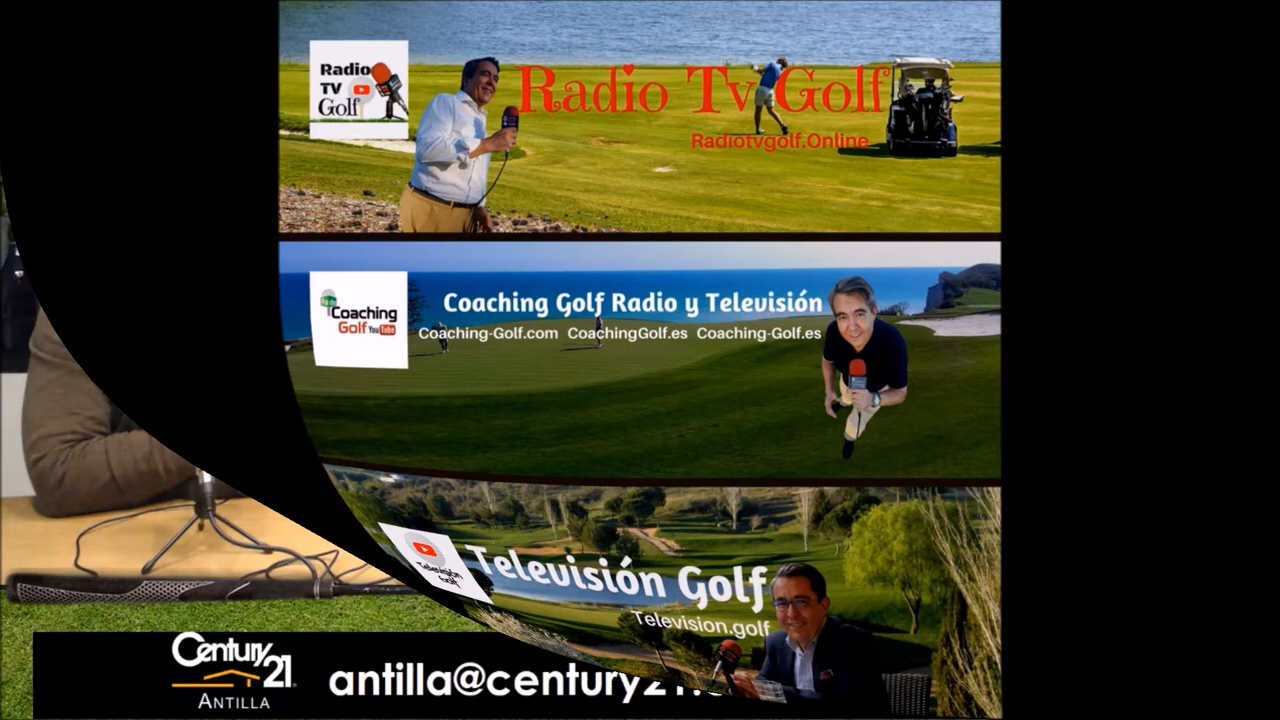 Radio
TV
Golf
Radio Tv Golf
Radiotvgolf.Online
Coaching
Golf YouTube
Coaching Golf Radio y Televisión
Coaching-Golf.com CoachingGolf.es Coaching-Golf.es
Televisión
Golf
Televisión Golf
Television.golf
Century 21
ANTILLA
antilla@century21.